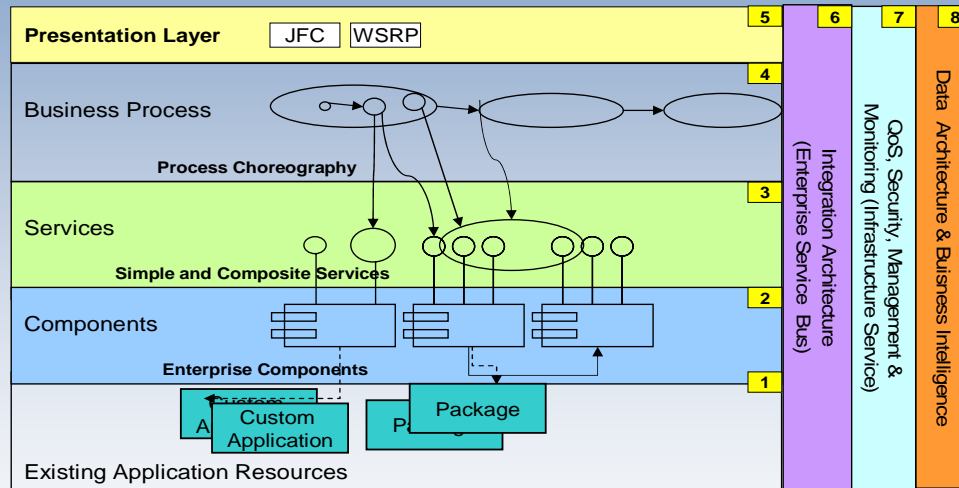 Presentation Layer
JFC
WSRP
5
Business Process
4
Process Choreography
Services
3
Simple and Composite Services
Components
2
Enterprise Components
1
Custom
Application
Package
Existing Application Resources
6
Integration Architecture
(Enterprise Service Bus)
7
QoS, Security, Management &
Monitoring (Infrastructure Service)
8
Data Architecture & Buisness Intelligence